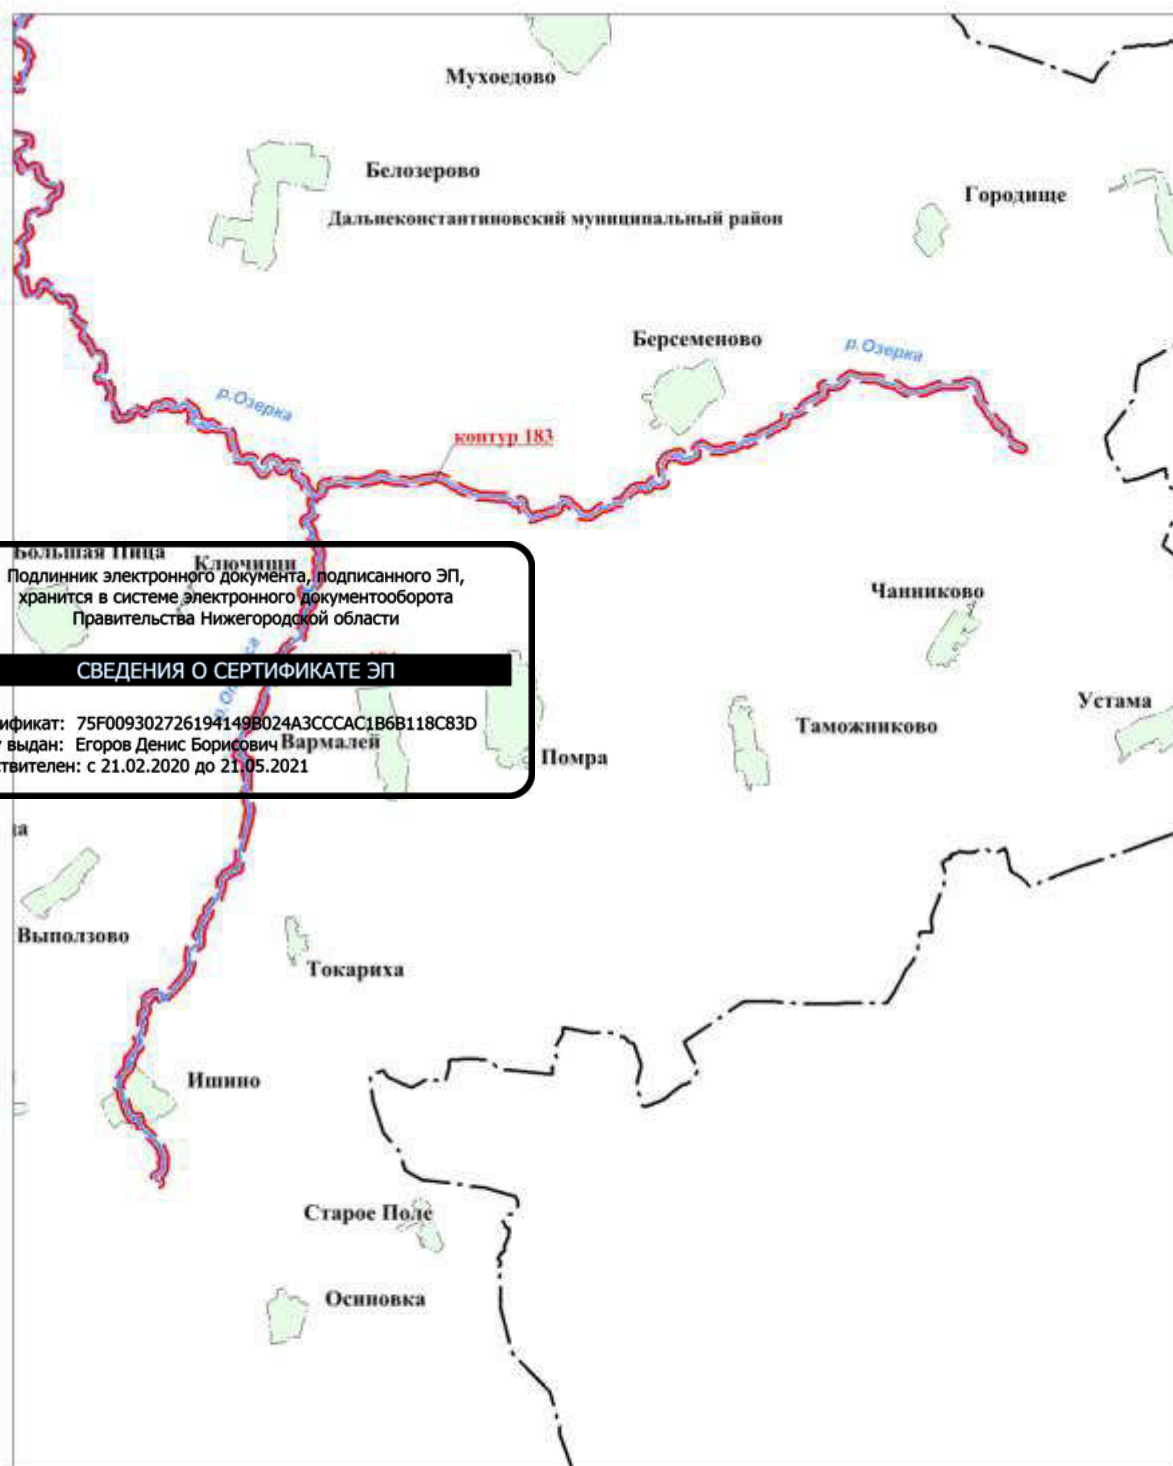 Мухоедово
Белозерово
Городище
Дальнеконстантиновский муниципальный район
Берсеменово
р.Озерка
р.Озерка
контур 183
Большая Пица
Ключищи
Подлинник электронного документа, подписанного ЭП,
хранится в системе электронного документооборота
Правительства Нижегородской области
Чанниково
СВЕДЕНИЯ О СЕРТИФИКАТЕ ЭП
Устама
ификат: 75F009302726194149B024A3CCCAC1B6B118C83D
Таможниково
у выдан: Егоров Денис Борисович
Вармалей
Помра
ствителен: с 21.02.2020 до 21.05.2021
ца
Выползово
Токариха
Ишино
Старое Поле
Осиновка